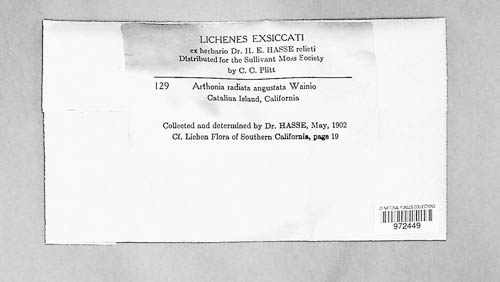 LICHENES EXSICCATI
ex herbario Dr. H. E. HASSE relicti
Distributed for the Sullivant Moss Society
by C. C. Plitt
129 Arthonia radiata angustata Wainio
Catalina Island, California
Collected and determined by Dr. HASSE, May, 1902
Cf. Lichen Flora of Southern California, page 19
US NATIONAL FUNGUS COLLECTIONS
972449